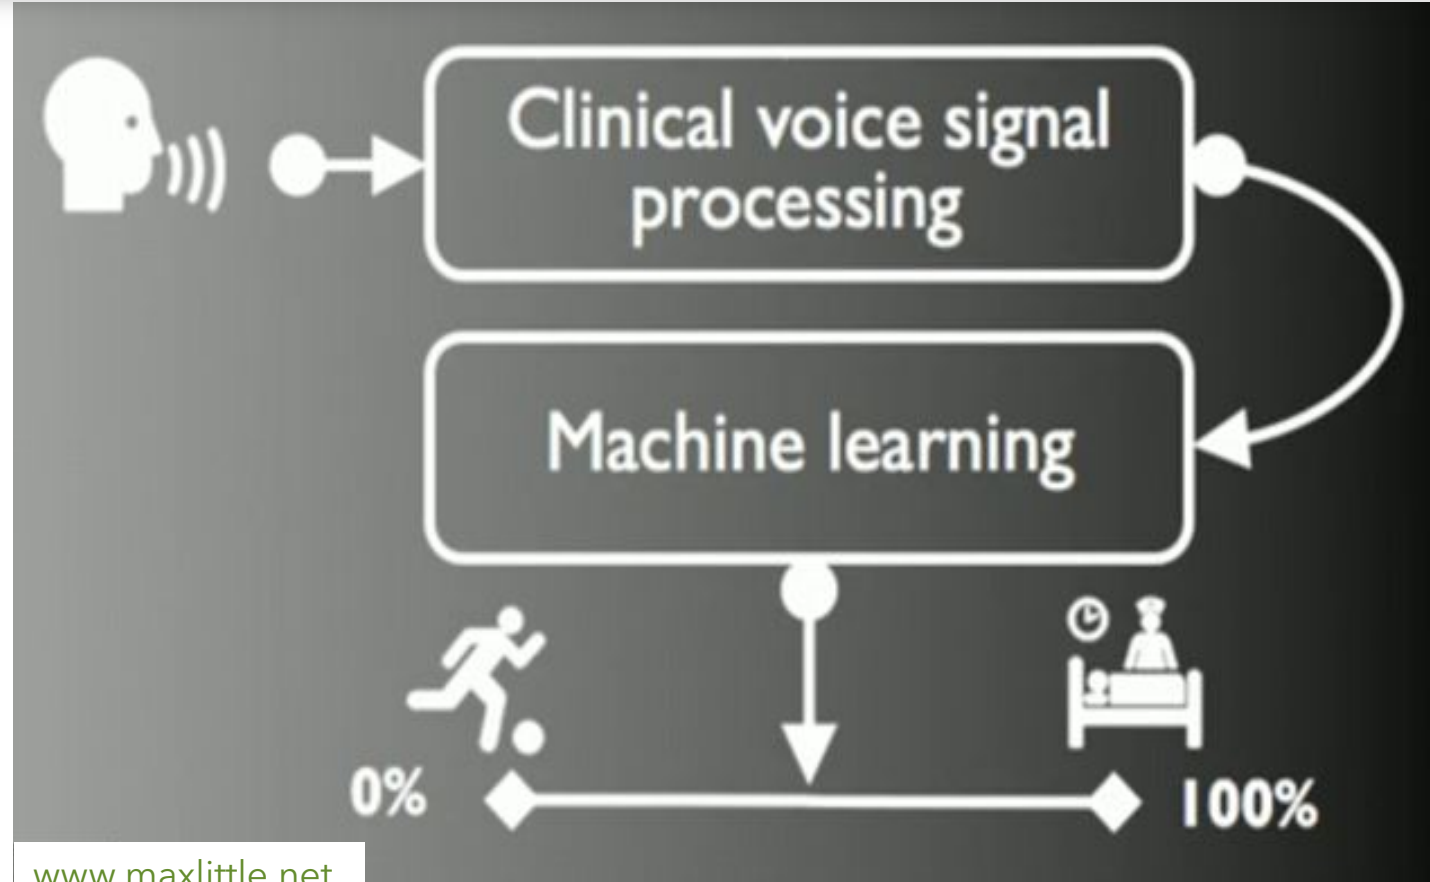 Clinical voice signal
processing
Machine learning
0%
100%
www.maxlittle.net